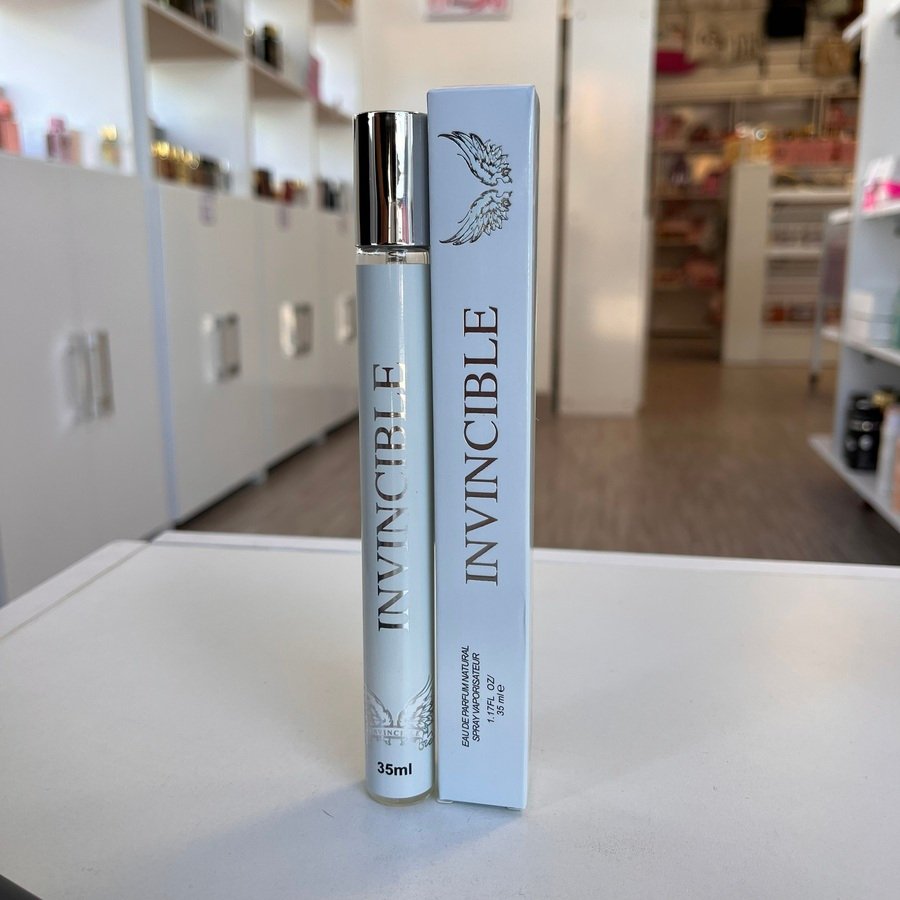 INVINCIBLE
INVINCIBLE
35ml
INVINCIBLE
EAU DE PARFUM NATURAL
SPRAY VAPORISATEUR
1.17FL OZ/
35 ml ℮